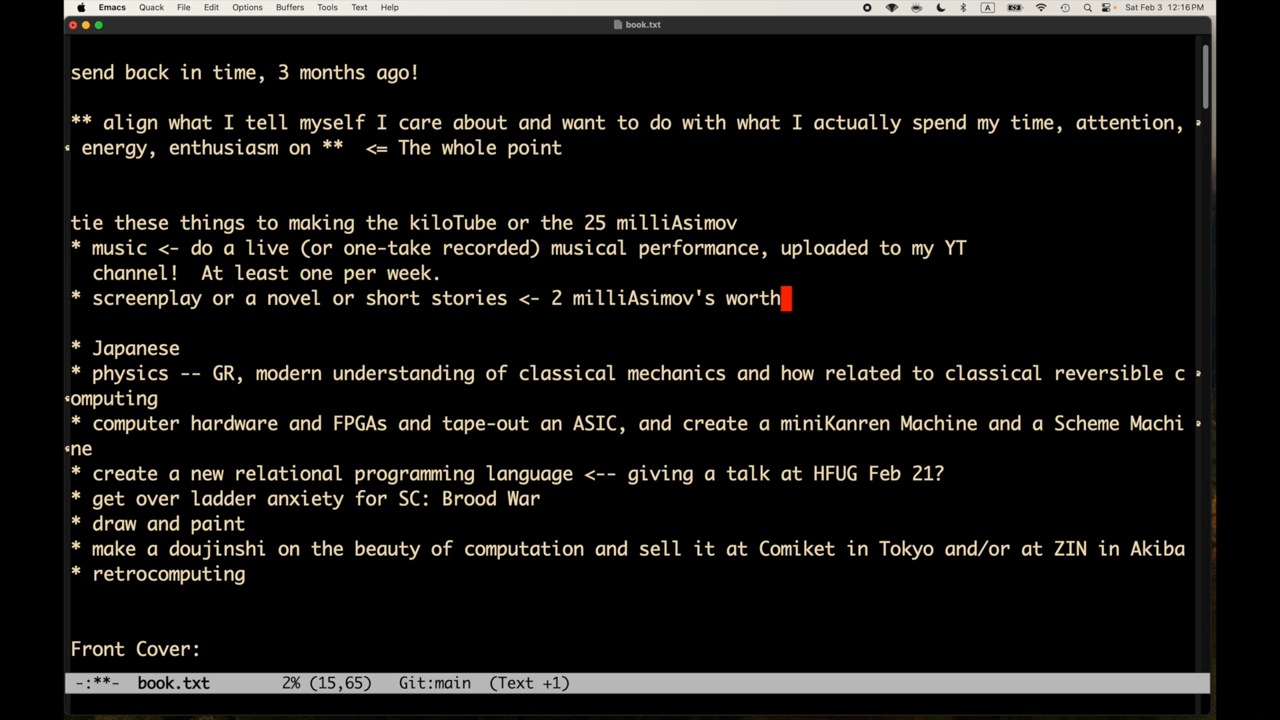 Emacs Quack File Edit Options Buffers Tools Text Help A Sat Feb 3 12:16 PM
book.txt
send back in time, 3 months ago!
** align what I tell myself I care about and want to do with what I actually spend my time, attention,
energy, enthusiasm on ** <= The whole point
tie these things to making the kiloTube or the 25 milliAsimov
* music <- do a live (or one-take recorded) musical performance, uploaded to my YT
channel! At least one per week.
* screenplay or a novel or short stories <- 2 milliAsimov's worth
* Japanese
* physics -- GR, modern understanding of classical mechanics and how related to classical reversible c
omputing
* computer hardware and FPGAs and tape-out an ASIC, and create a miniKanren Machine and a Scheme Machi
ne
* create a new relational programming language <-- giving a talk at HFUG Feb 21?
* get over ladder anxiety for SC: Brood War
* draw and paint
* make a doujinshi on the beauty of computation and sell it at Comiket in Tokyo and/or at ZIN in Akiba
* retrocomputing
Front Cover:
-:**- book.txt 2% (15,65) Git:main (Text +1)